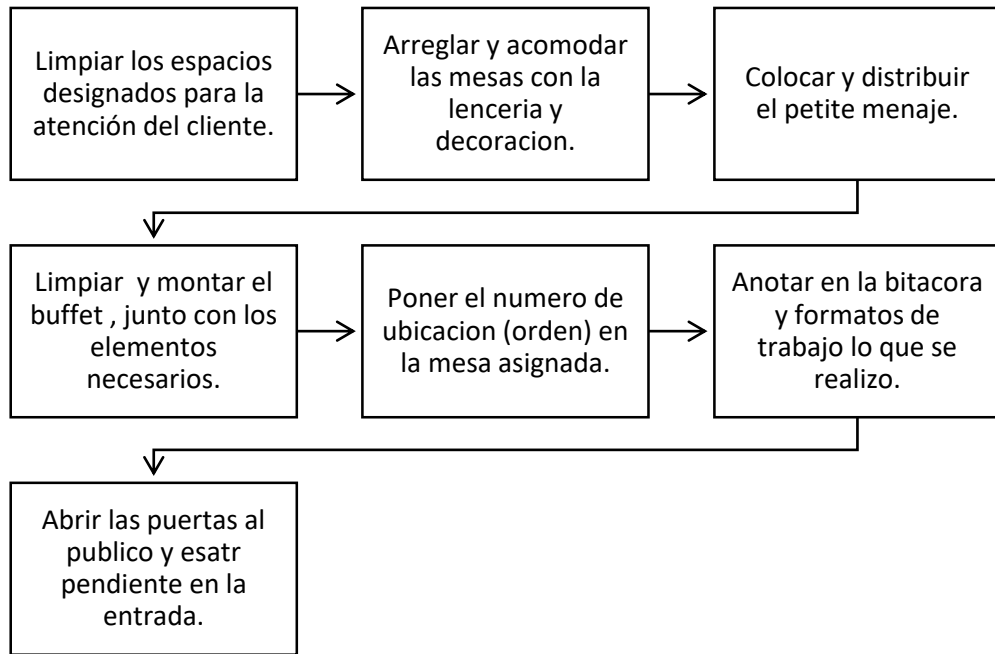 Limpiar los espacios
designados para la
atención del cliente.
Arreglar y acomodar
las mesas con la
lenceria y
decoracion.
Colocar y distribuir
el petite menaje.
Limpiar  y montar el
buffet , junto con los
elementos
necesarios.
Poner el numero de
ubicacion (orden) en
la mesa asignada.
Anotar en la bitacora
y formatos de
trabajo lo que se
realizo.
Abrir las puertas al
publico y esatr
pendiente en la
entrada.